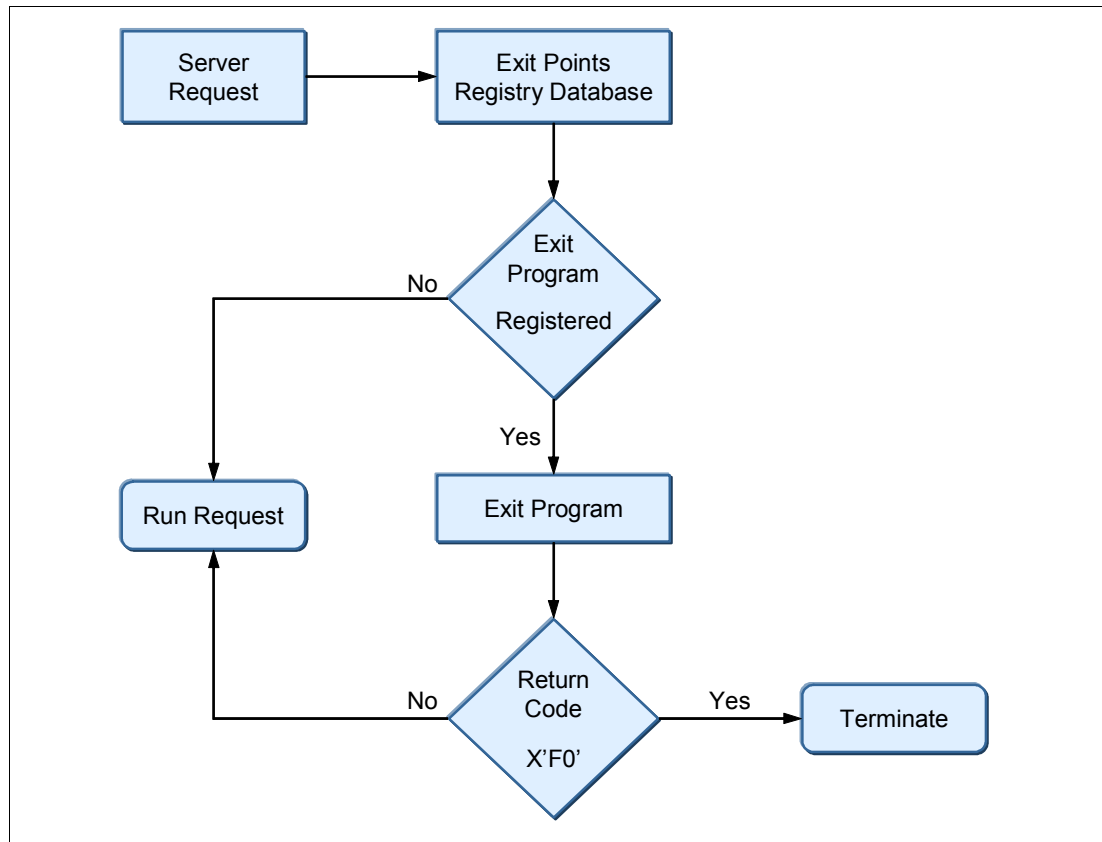 Server
Request
Exit Points
Registry Database
Exit
Program
Registered
No
Yes
Run Request
Exit Program
Return
Code
X’F0’
No
Yes
Terminate